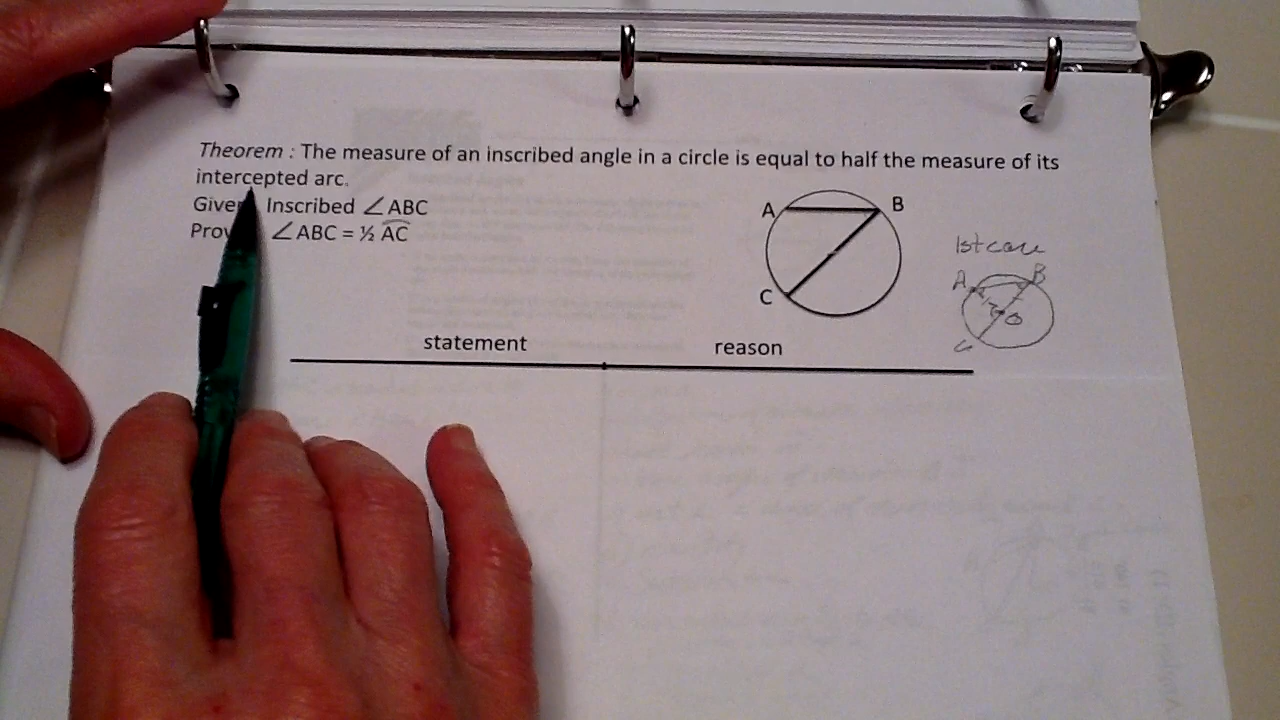 Theorem : The measure of an inscribed angle in a circle is equal to half the measure of its
intercepted arc.
Inscribed ∠ABC
∠ABC = ½ AC
A
B
C
1st case
A
B
O
C
statement
reason